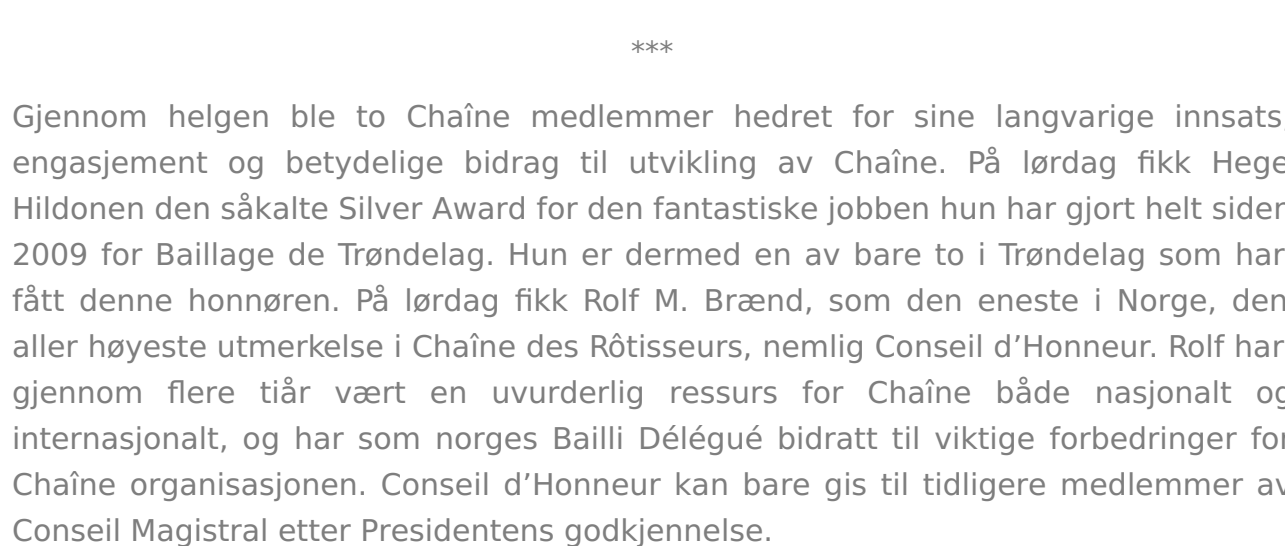 ***
Gjennom helgen ble to Chaîne medlemmer hedret for sine langvarige innsats,
engasjement og betydelige bidrag til utvikling av Chaîne. På lørdag fikk Hege
Hildonen den såkalte Silver Award for den fantastiske jobben hun har gjort helt siden
2009 for Baillage de Trøndelag. Hun er dermed en av bare to i Trøndelag som har
fått denne honnøren. På lørdag fikk Rolf M. Brænd, som den eneste i Norge, den
aller høyeste utmerkelse i Chaîne des Rôtisseurs, nemlig Conseil d’Honneur. Rolf har
gjennom flere tiår vært en uvurderlig ressurs for Chaîne både nasjonalt og
internasjonalt, og har som norges Bailli Délégué bidratt til viktige forbedringer for
Chaîne organisasjonen. Conseil d’Honneur kan bare gis til tidligere medlemmer av
Conseil Magistral etter Presidentens godkjennelse.